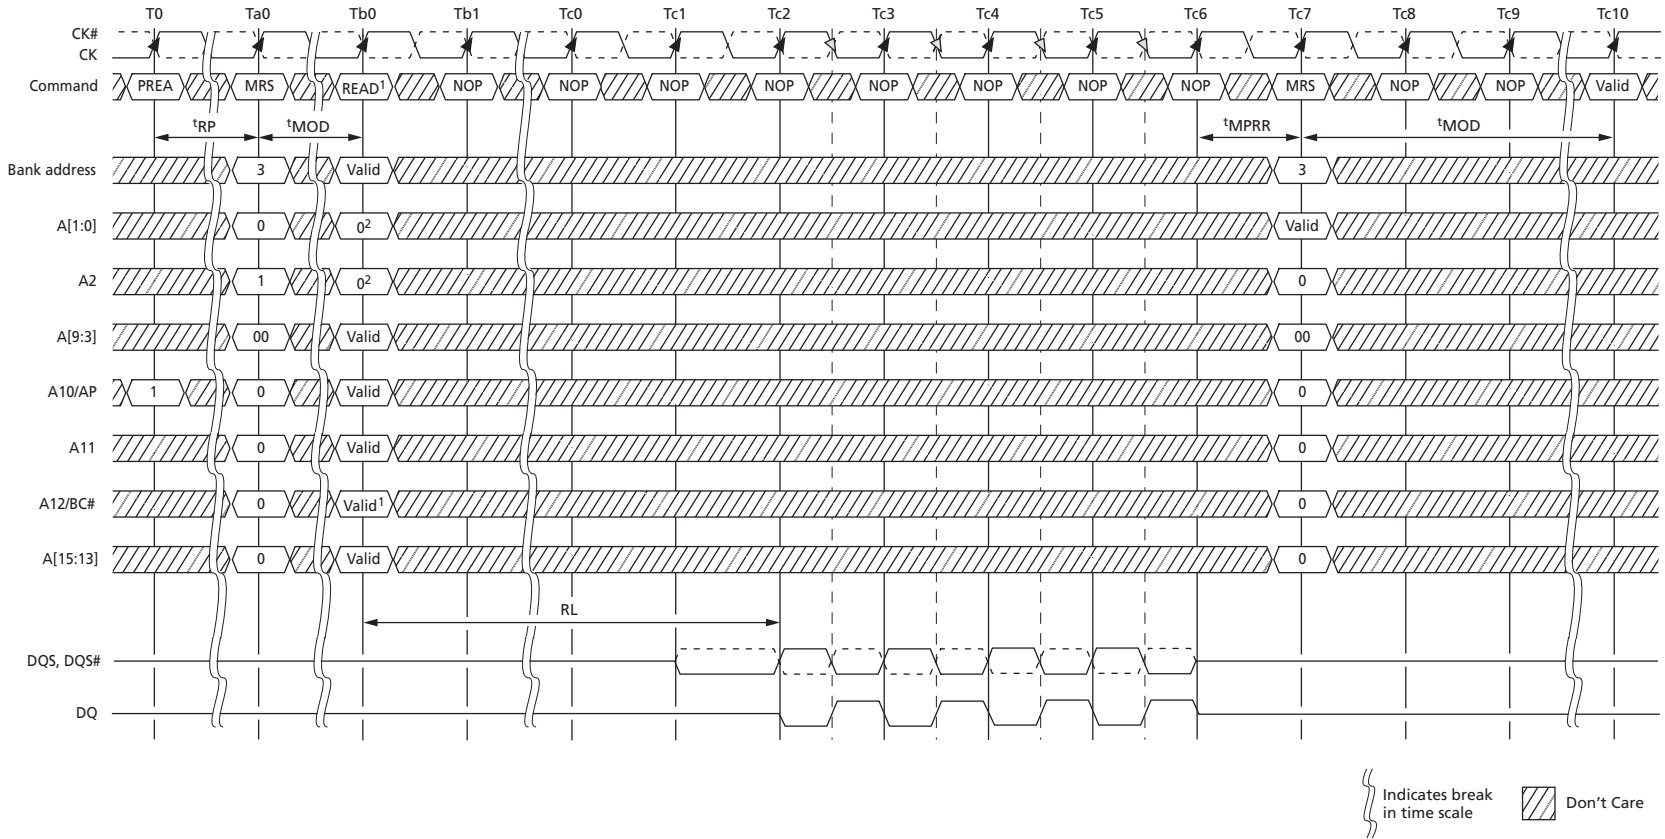 T0 Ta0 Tb0 Tb1 Tc0 Tc1 Tc2 Tc3 Tc4 Tc5 Tc6 Tc7 Tc8 Tc9 Tc10
CK#
CK
Command PREA MRS READ1 NOP NOP NOP NOP NOP NOP NOP NOP MRS NOP NOP Valid
tRP tMOD tMPRR tMOD
Bank address 3 Valid 3
A[1:0] 0 02 Valid
A2 1 02 0
A[9:3] 00 Valid 00
A10/AP 1 0 Valid 0
A11 0 Valid 0
A12/BC# 0 Valid1 0
A[15:13] 0 Valid 0
RL
DQS, DQS#
DQ
Indicates break
in time scale
Don't Care